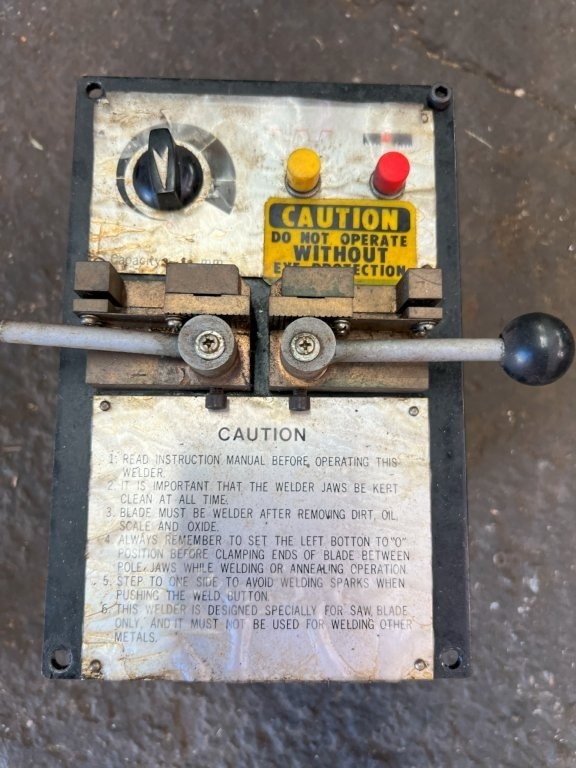 Capacity mm
CAUTION
DO NOT OPERATE
WITHOUT
EYE PROTECTION
CAUTION
1. READ INSTRUCTION MANUAL BEFORE OPERATING THIS
WELDER.
2. IT IS IMPORTANT THAT THE WELDER JAWS BE KEPT
CLEAN AT ALL TIME.
3. BLADE MUST BE WELDER AFTER REMOVING DIRT, OIL,
SCALE AND OXIDE.
4. ALWAYS REMEMBER TO SET THE LEFT BOTTON TO "O"
POSITION BEFORE CLAMPING ENDS OF BLADE BETWEEN
POLE JAWS WHILE WELDING OR ANNEALING OPERATION.
5. STEP TO ONE SIDE TO AVOID WELDING SPARKS WHEN
PUSHING THE WELD BUTTON.
6. THIS WELDER IS DESIGNED SPECIALLY FOR SAW BLADE
ONLY, AND IT MUST NOT BE USED FOR WELDING OTHER
METALS.